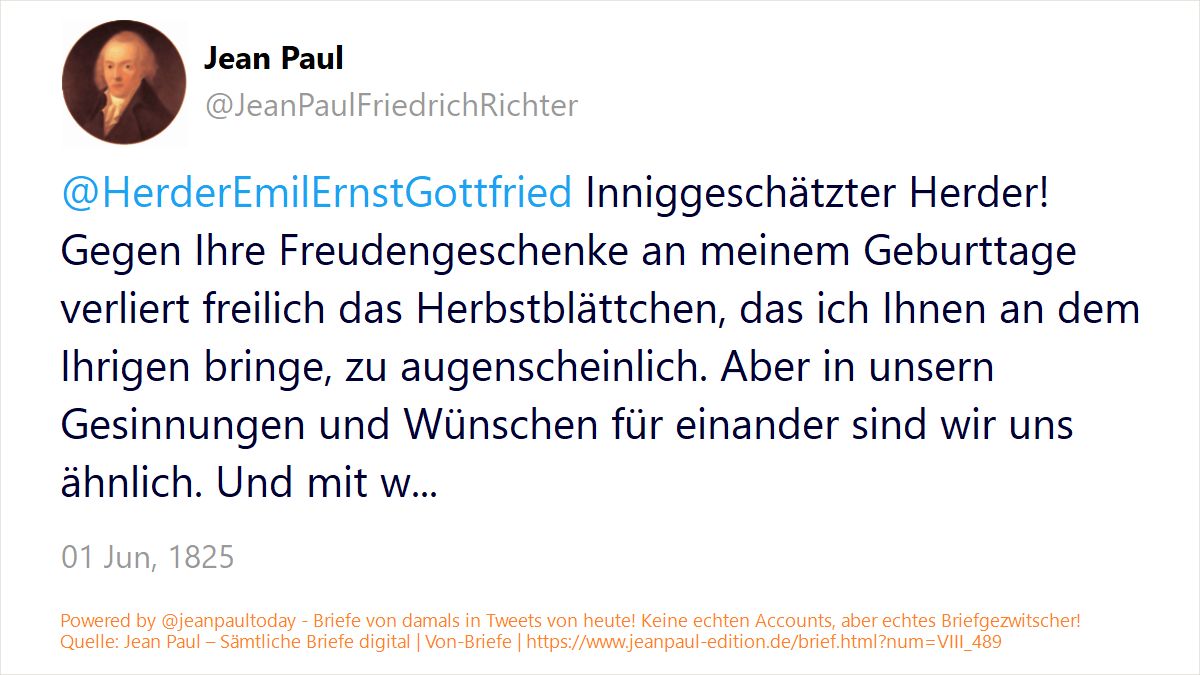 Jean Paul
@JeanPaulFriedrichRichter
@HerderEmilErnstGottfried Inniggeschätzter Herder!
Gegen Ihre Freudengeschenke an meinem Geburttage
verliert freilich das Herbstblättchen, das ich Ihnen an dem
Ihrigen bringe, zu augenscheinlich. Aber in unsern
Gesinnungen und Wünschen für einander sind wir uns
ähnlich. Und mit w...
01 Jun, 1825
Powered by @jeanpaultoday - Briefe von damals in Tweets von heute! Keine echten Accounts, aber echtes Briefgezwitscher!
Quelle: Jean Paul – Sämtliche Briefe digital | Von-Briefe | https://www.jeanpaul-edition.de/brief.html?num=VIII_489